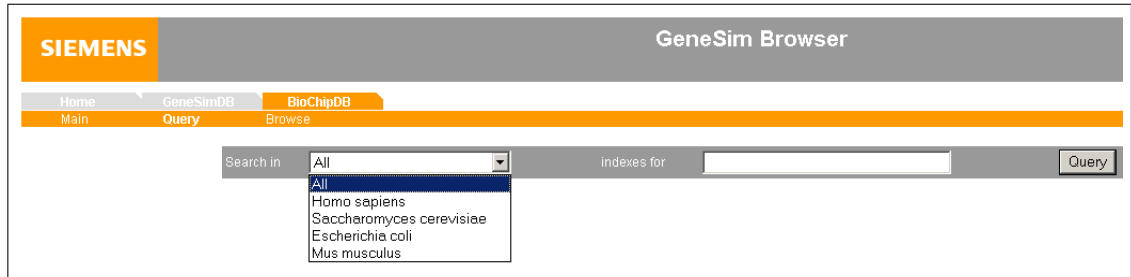 SIEMENS
GeneSim Browser
Home GeneSimDB BioChipDB
Main Query Browse
Search in All indexes for Query
All
Homo sapiens
Saccharomyces cerevisiae
Escherichia coli
Mus musculus